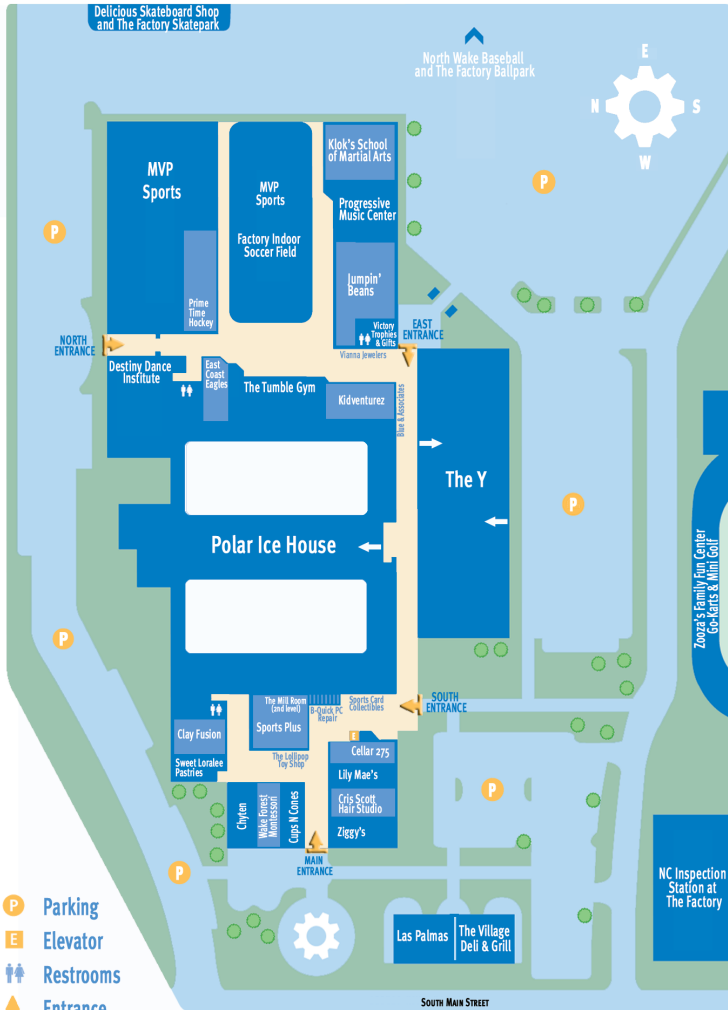 Delicious Skateboard Shop
and The Factory Skatepark
North Wake Baseball
and The Factory Ballpark
E
N
S
W
P
P
MVP
Sports
MVP
Sports
Factory Indoor
Soccer Field
Klok's School
of Martial Arts
Progressive
Music Center
Jumpin'
Beans
Prime
Time
Hockey
Victory
Trophies
& Gifts
EAST
ENTRANCE
NORTH
ENTRANCE
Vianna Jewelers
Destiny Dance
Institute
East
Coast
Eagles
The Tumble Gym
Kidventurez
Blue & Associates
The Y
P
Polar Ice House
Zooza's Family Fun Center
Go-Karts & Mini Golf
P
The Mill Room
(2nd level)
Sports Plus
B-Quick PC
Repair
Sports Card
Collectibles
SOUTH
ENTRANCE
Clay Fusion
Sweet Loralee
Pastries
The Lollipop
Toy Shop
E
Cellar 275
Lily Mae's
Cris Scott
Hair Studio
Ziggy's
P
Chyten
Wake Forest
Montessori
Cups N Cones
MAIN
ENTRANCE
P
NC Inspection
Station at
The Factory
Las Palmas
The Village
Deli & Grill
P Parking
E Elevator
Restrooms
Entrance
SOUTH MAIN STREET